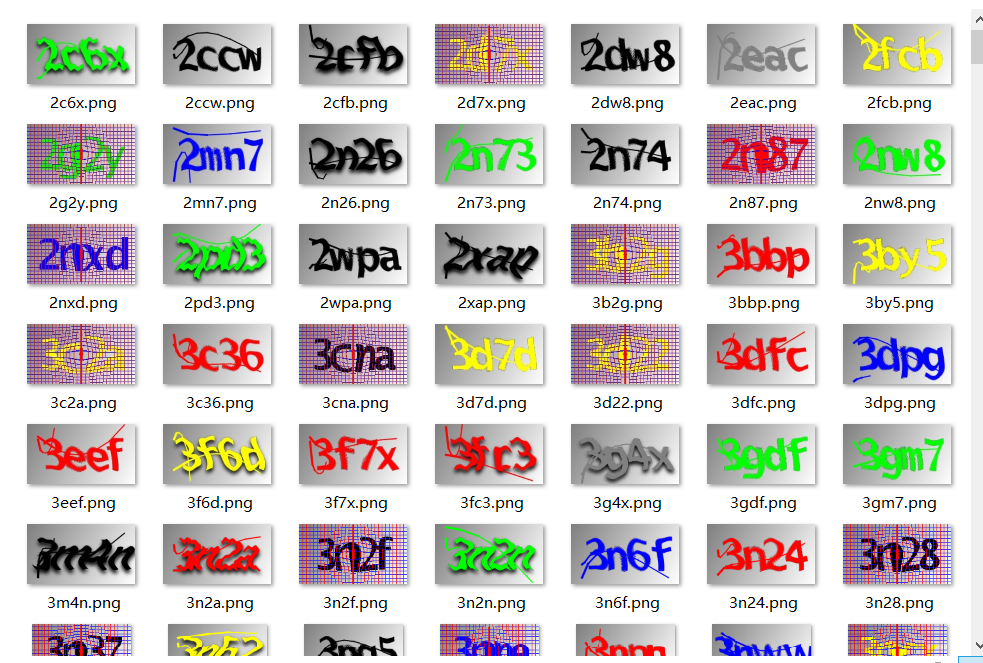 2c6x 2ccw 2cfb 2d7x 2dw8 2eac 2fcb
2c6x.png 2ccw.png 2cfb.png 2d7x.png 2dw8.png 2eac.png 2fcb.png
2g2y 2mn7 2n26 2n73 2n74 2n87 2nw8
2g2y.png 2mn7.png 2n26.png 2n73.png 2n74.png 2n87.png 2nw8.png
2nxd 2pd3 2wpa 2xap 3b2g 3bbp 3by5
2nxd.png 2pd3.png 2wpa.png 2xap.png 3b2g.png 3bbp.png 3by5.png
3c2a 3c36 3cna 3d7d 3d22 3dfc 3dpg
3c2a.png 3c36.png 3cna.png 3d7d.png 3d22.png 3dfc.png 3dpg.png
3eef 3f6d 3f7x 3fc3 3g4x 3gdf 3gm7
3eef.png 3f6d.png 3f7x.png 3fc3.png 3g4x.png 3gdf.png 3gm7.png
3m4n 3n2a 3n2f 3n2n 3n6f 3n24 3n28
3m4n.png 3n2a.png 3n2f.png 3n2n.png 3n6f.png 3n24.png 3n28.png